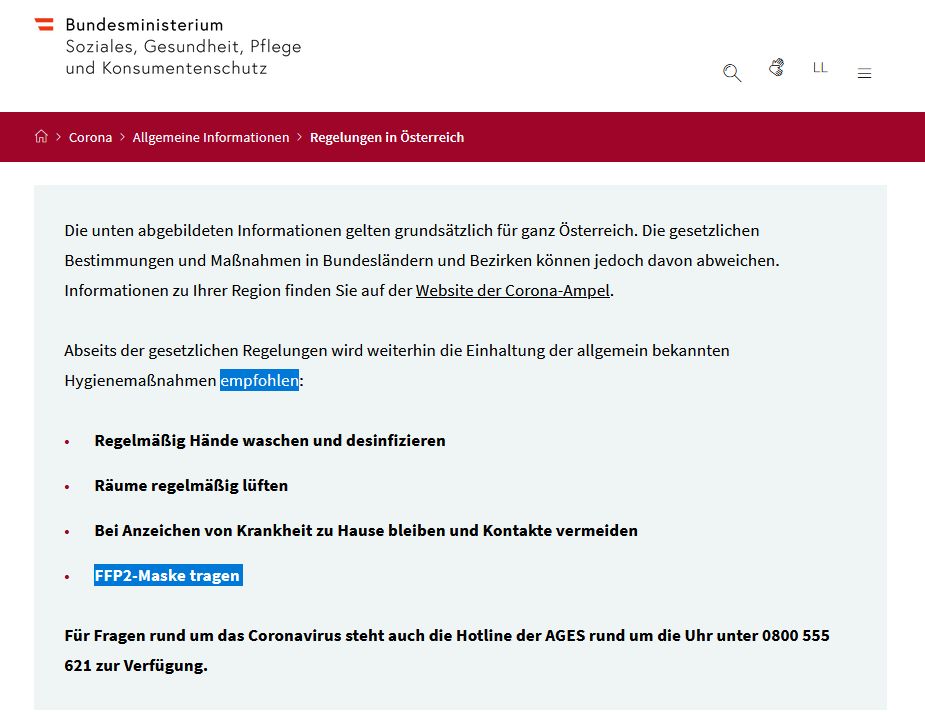 Bundesministerium
Soziales, Gesundheit, Pflege
und Konsumentenschutz
LL
Corona > Allgemeine Informationen > Regelungen in Österreich
Die unten abgebildeten Informationen gelten grundsätzlich für ganz Österreich. Die gesetzlichen
Bestimmungen und Maßnahmen in Bundesländern und Bezirken können jedoch davon abweichen.
Informationen zu Ihrer Region finden Sie auf der Website der Corona-Ampel.
Abseits der gesetzlichen Regelungen wird weiterhin die Einhaltung der allgemein bekannten
Hygienemaßnahmen empfohlen:
• Regelmäßig Hände waschen und desinfizieren
• Räume regelmäßig lüften
• Bei Anzeichen von Krankheit zu Hause bleiben und Kontakte vermeiden
• FFP2-Maske tragen
Für Fragen rund um das Coronavirus steht auch die Hotline der AGES rund um die Uhr unter 0800 555
621 zur Verfügung.